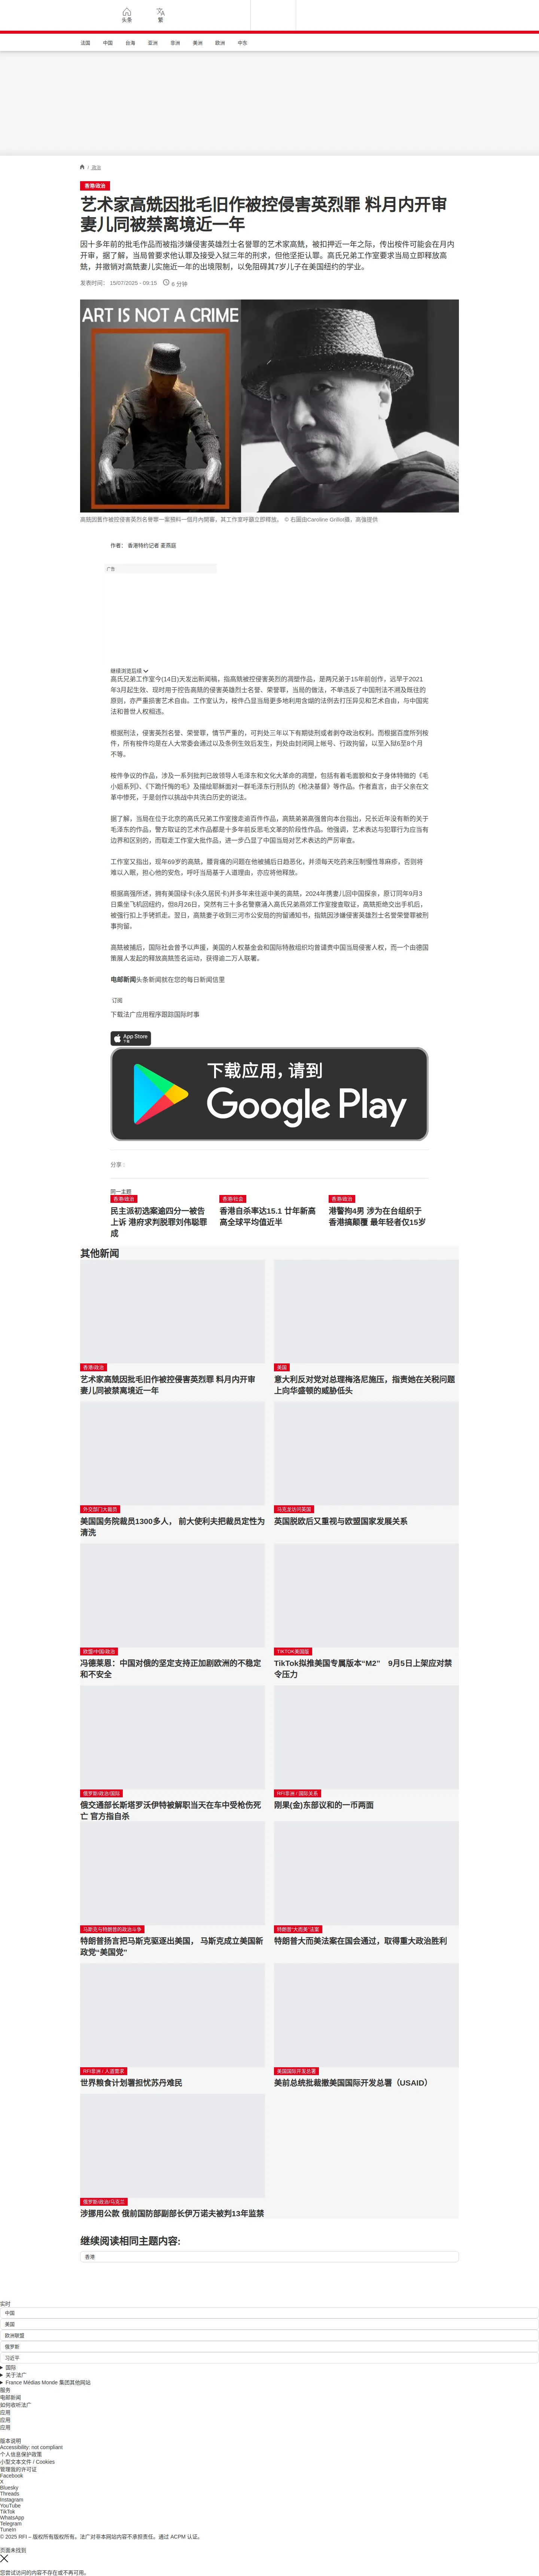 头条
繁
法国
中国
台海
亚洲
非洲
美洲
欧洲
中东
/ 政治
香港/政治
艺术家高兟因批毛旧作被控侵害英烈罪 料月内开审
妻儿同被禁离境近一年
因十多年前的批毛作品而被指涉嫌侵害英雄烈士名誉罪的艺术家高兟，被扣押近一年之际，传出桉件可能会在月内
开审，据了解，当局曾要求他认罪及接受入狱三年的刑求，但他坚拒认罪。高氏兄弟工作室要求当局立即释放高
兟，并撤销对高兟妻儿实施近一年的出境限制，以免阻碍其7岁儿子在美国纽约的学业。
发表时间： 15/07/2025 - 09:15
6 分钟
ART IS NOT A CRIME
高兟因舊作被控侵害英烈名譽罪一案預料一個月內開審，其工作室呼籲立即釋放。 © 右圖由Caroline Grillot攝，高強提供
作者： 香港特约记者 麦燕庭
广告
继续浏览后续
高氏兄弟工作室今(14日)天发出新闻稿，指高兟被控侵害英烈的凋塑作品，是两兄弟于15年前创作，远早于2021
年3月起生效、现时用于控告高兟的侵害英雄烈士名誉、荣誉罪，当局的做法，不单违反了中国刑法不溯及既往的
原则，亦严重损害艺术自由。工作室认为，桉件凸显当局更多地利用含煳的法例去打压异见和艺术自由，与中国宪
法和普世人权相违。
根据刑法，侵害英烈名誉、荣誉罪，情节严重的，可判处三年以下有期徒刑或者剥夺政治权利。而根据百度所列桉
件，所有桉件均是在人大常委会通过以及条例生效后发生，判处由封闭网上帐号、行政拘留，以至入狱6至8个月
不等。
桉件争议的作品，涉及一系列批判已故领导人毛泽东和文化大革命的凋塑，包括有着毛面貌和女子身体特徵的《毛
小姐系列》、《下跪忏悔的毛》及描绘耶稣面对一群毛泽东行刑队的《枪决基督》等作品。作者直言，由于父亲在文
革中惨死，于是创作以挑战中共洗白历史的说法。
据了解，当局在位于北京的高氏兄弟工作室搜走逾百件作品，高兟弟弟高强曾向本台指出，兄长近年没有新的关于
毛泽东的作品，警方取证的艺术作品都是十多年前反思毛文革的阶段性作品。他强调，艺术表达与犯罪行为应当有
边界和区别的，而取走工作室大批作品，进一步凸显了中国当局对艺术表达的严厉审查。
工作室又指出，现年69岁的高兟，腰背痛的问题在他被捕后日趋恶化，并须每天吃药来压制慢性荨麻疹，否则将
难以入眠，担心他的安危，呼吁当局基于人道理由，亦应将他释放。
根据高强所述，拥有美国绿卡(永久居民卡)并多年来往返中美的高兟，2024年携妻儿回中国探亲，原订同年9月3
日乘坐飞机回纽约，但8月26日，突然有三十多名警察涌入高氏兄弟燕郊工作室搜查取证，高兟拒绝交出手机后，
被强行扣上手铐抓走。翌日，高兟妻子收到三河市公安局的拘留通知书，指兟因涉嫌侵害英雄烈士名誉荣誉罪被刑
事拘留。
高兟被捕后，国际社会曾予以声援，美国的人权基金会和国际特赦组织均曾谴责中国当局侵害人权，而一个由德国
策展人发起的释放高兟签名运动，获得逾二万人联署。
电邮新闻头条新闻就在您的每日新闻信里
订阅
下载法广应用程序跟踪国际时事
App Store
下载
下载应用，请到
Google Play
分享 :
同一主题
香港/政治
民主派初选案逾四分一被告
上诉 港府求判脱罪刘伟聪罪
成
香港/社会
香港自杀率达15.1 廿年新高
高全球平均值近半
香港/政治
港警拘4男 涉为在台组织于
香港搞颠覆 最年轻者仅15岁
其他新闻
香港/政治
艺术家高兟因批毛旧作被控侵害英烈罪 料月内开审
妻儿同被禁离境近一年
美国
意大利反对党对总理梅洛尼施压，指责她在关税问题
上向华盛顿的威胁低头
外交部门大裁员
美国国务院裁员1300多人， 前大使利夫把裁员定性为
清洗
马克龙访问英国
英国脱欧后又重视与欧盟国家发展关系
欧盟/中国/政治
冯德莱恩：中国对俄的坚定支持正加剧欧洲的不稳定
和不安全
TIKTOK美国版
TikTok拟推美国专属版本"M2" 9月5日上架应对禁
令压力
俄罗斯/政治/国际
俄交通部长斯塔罗沃伊特被解职当天在车中受枪伤死
亡 官方指自杀
RFI非洲 / 国际关系
刚果(金)东部议和的一币两面
马斯克与特朗普的政治斗争
特朗普扬言把马斯克驱逐出美国， 马斯克成立美国新
政党"美国党"
特朗普"大而美"法案
特朗普大而美法案在国会通过，取得重大政治胜利
RFI非洲 / 人道需求
世界粮食计划署担忧苏丹难民
美国国际开发总署
美前总统批裁撤美国国际开发总署（USAID）
俄罗斯/政治/乌克兰
涉挪用公款 俄前国防部副部长伊万诺夫被判13年监禁
继续阅读相同主题内容:
香港
实时
中国
美国
欧洲联盟
俄罗斯
习近平
国际
关于法广
France Médias Monde 集团其他网站
服务
电邮新闻
如何收听法广
应用
应用
应用
版本说明
Accessibility: not compliant
个人信息保护政策
小型文本文件 / Cookies
管理我的许可证
Facebook
X
Bluesky
Threads
Instagram
YouTube
TikTok
WhatsApp
Telegram
TuneIn
© 2025 RFI – 版权所有版权所有。法广对非本网站内容不承担责任。通过 ACPM 认证。
页面未找到
您尝试访问的内容不存在或不再可用。